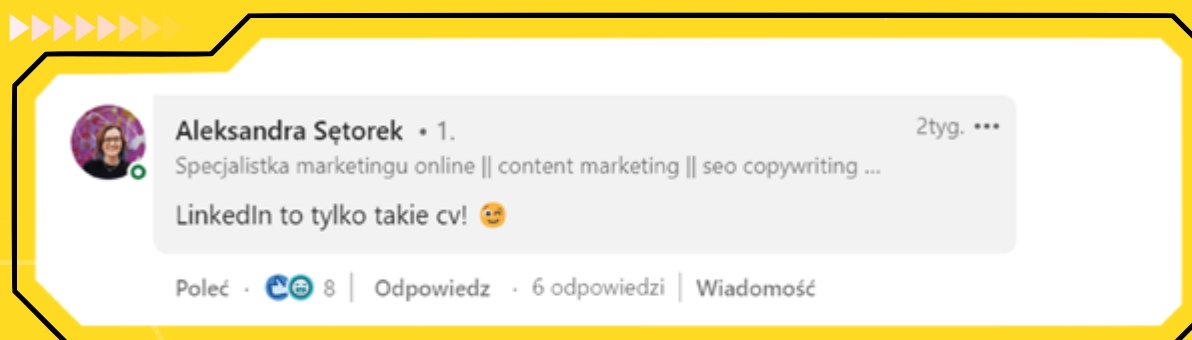 Aleksandra Sętorek • 1.
2tyg. •••
Specjalistka marketingu online || content marketing || seo copywriting ...
LinkedIn to tylko takie cv! 😉
Poleć · 8 | Odpowiedz · 6 odpowiedzi | Wiadomość